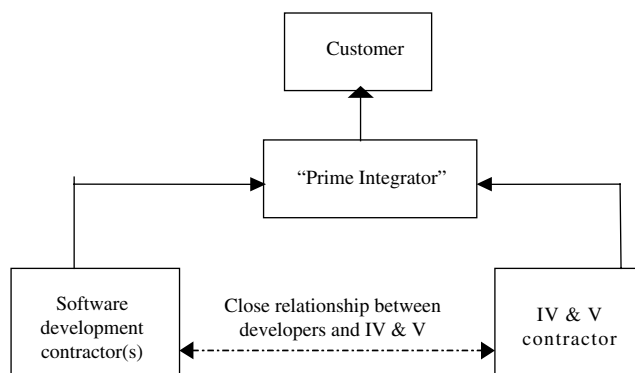 Customer
“Prime Integrator”
Software
development
contractor(s)
Close relationship between
developers and IV & V
IV & V
contractor